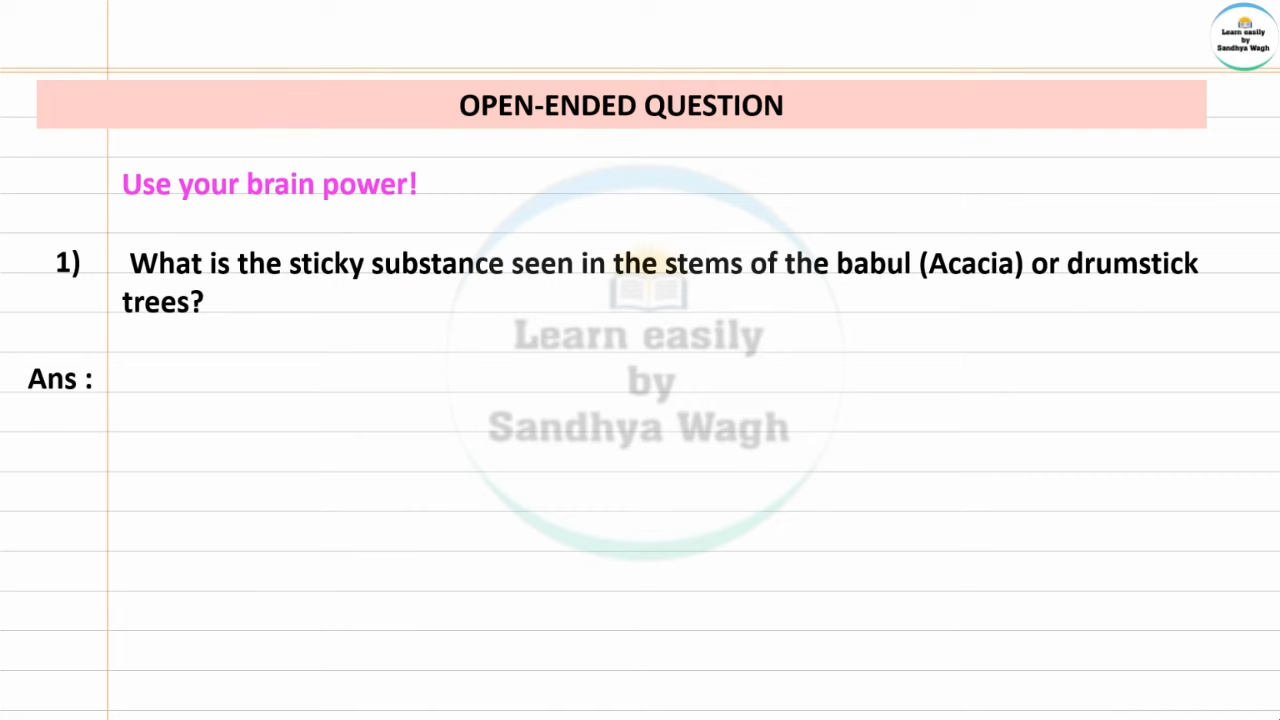 Learn easily
by
Sandhya Wagh
OPEN-ENDED QUESTION
Use your brain power!
1) What is the sticky substance seen in the stems of the babul (Acacia) or drumstick
trees?
Ans :
Learn easily
by
Sandhya Wagh